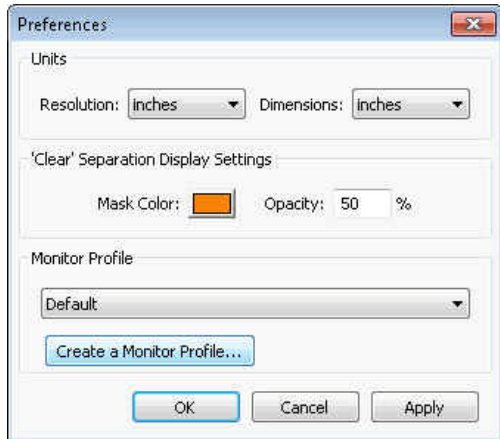 Preferences
Units
Resolution: inches Dimensions: inches
'Clear' Separation Display Settings
Mask Color: Opacity: 50 %
Monitor Profile
Default
Create a Monitor Profile...
OK Cancel Apply